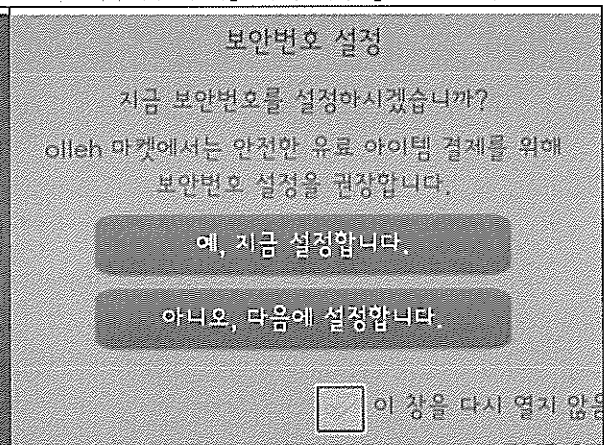 보안번호 설정
지금 보안번호를 설정하시겠습니까?
olleh 마켓에서는 안전한 유료 아이템 결제를 위해
보안번호 설정을 권장합니다.
예, 지금 설정합니다.
아니오, 다음에 설정합니다.
이 창을 다시 열지 않음